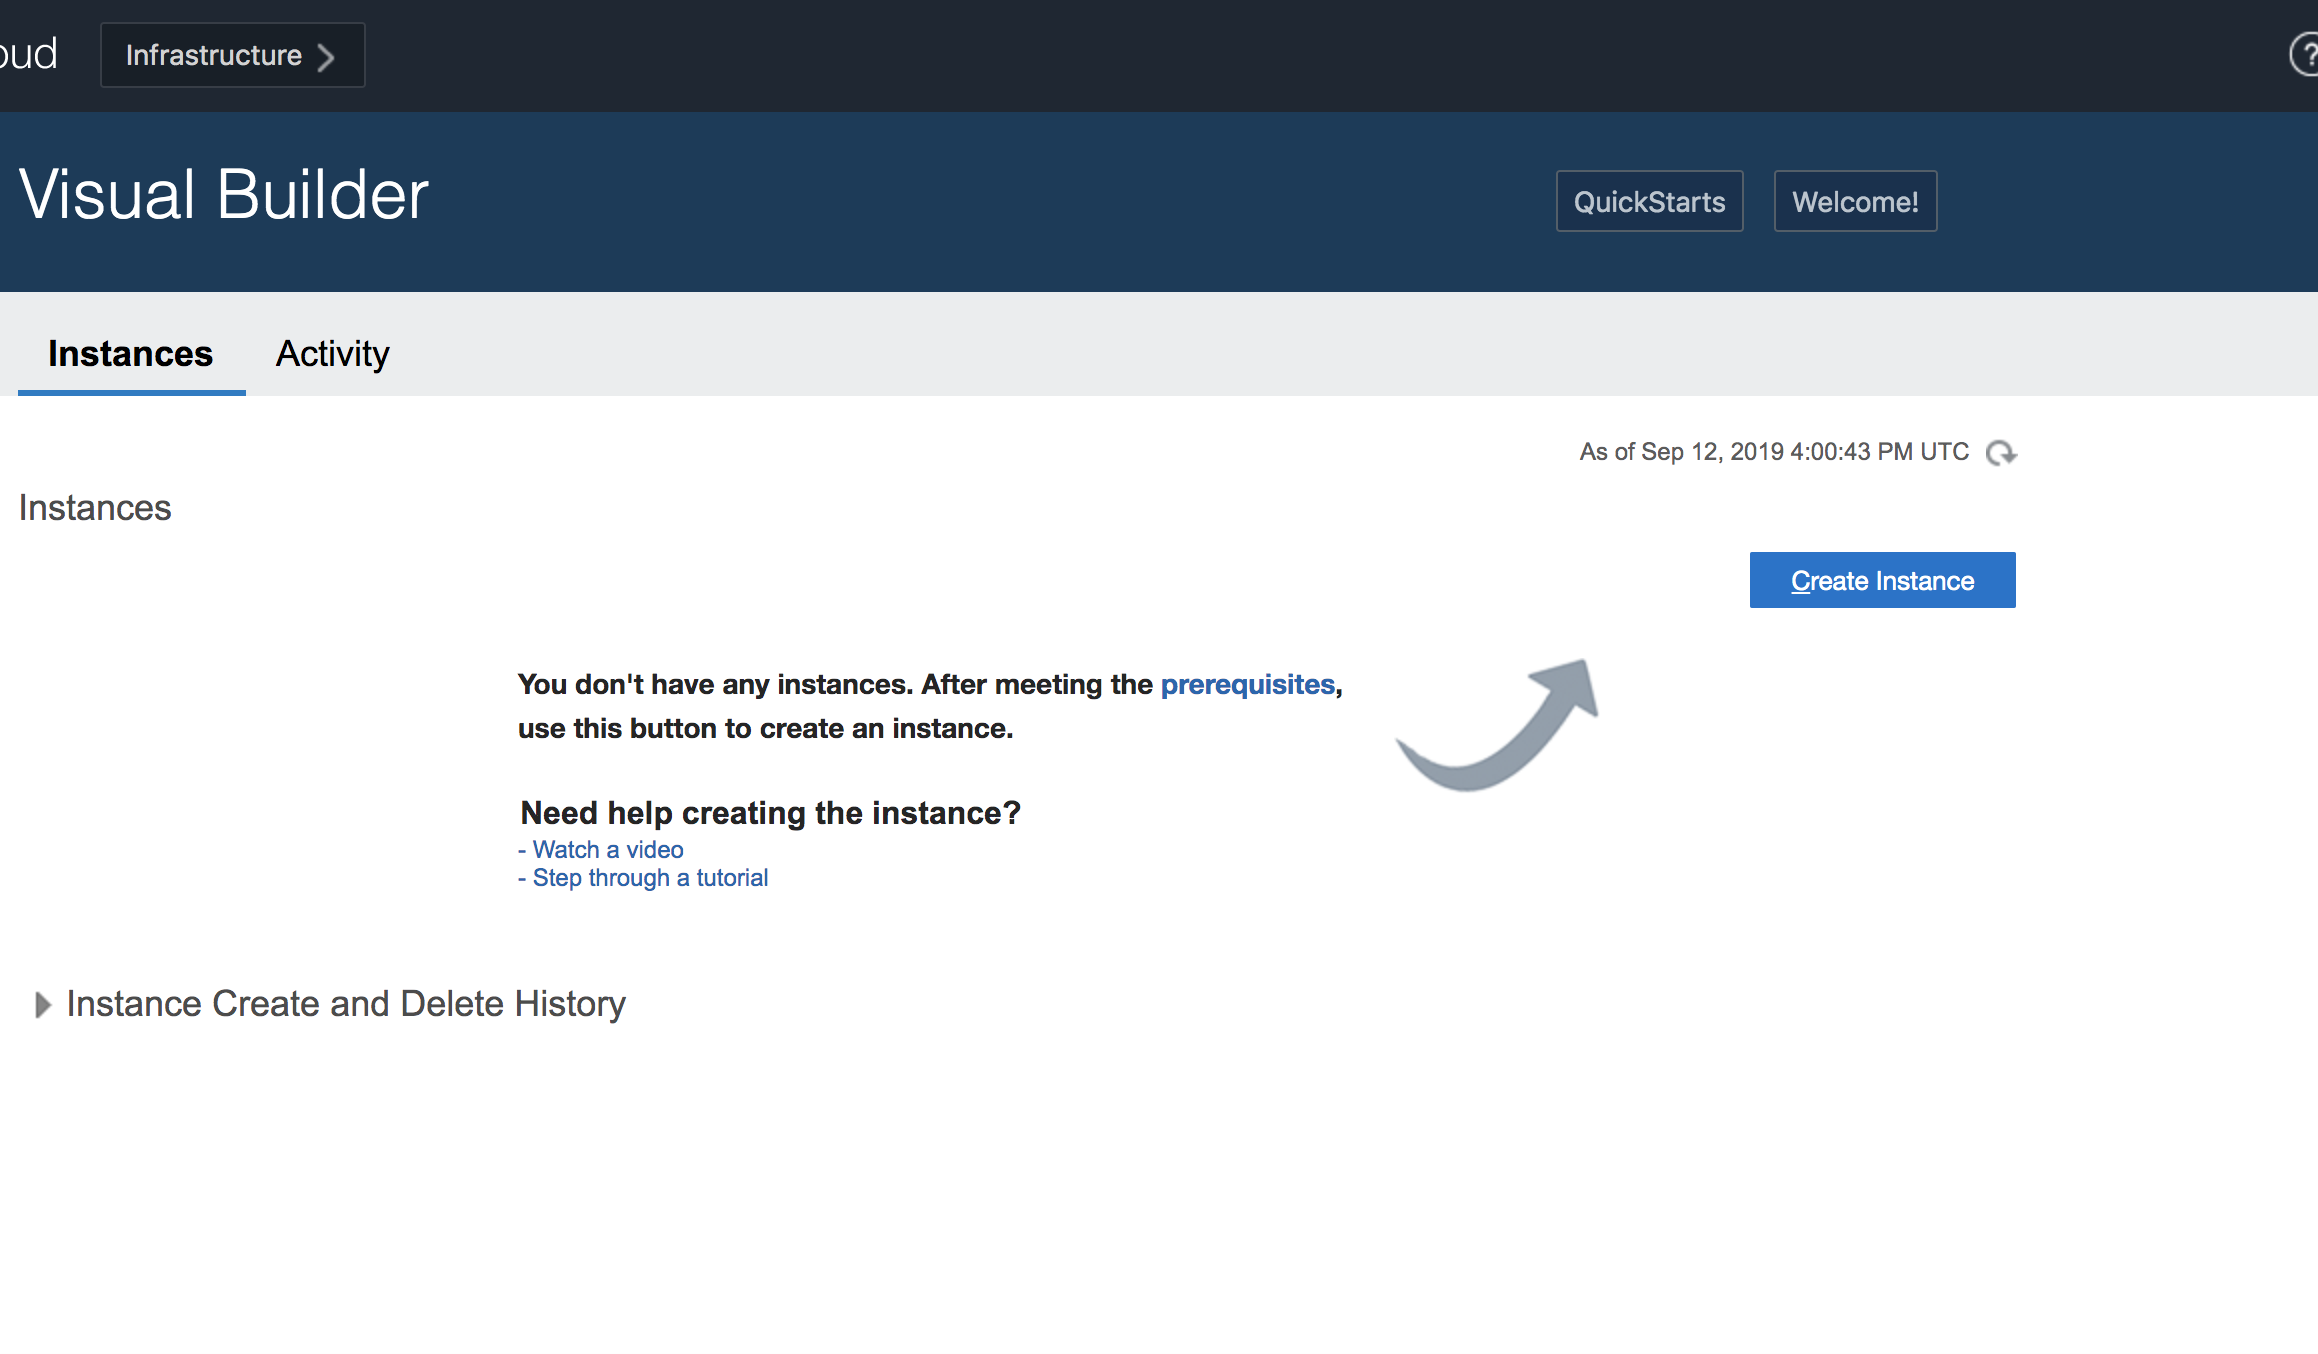 oud
Infrastructure
?
Visual Builder
QuickStarts
Welcome!
Instances
Activity
As of Sep 12, 2019 4:00:43 PM UTC
Instances
Create Instance
You don't have any instances. After meeting the prerequisites,
use this button to create an instance.
Need help creating the instance?
- Watch a video
- Step through a tutorial
Instance Create and Delete History